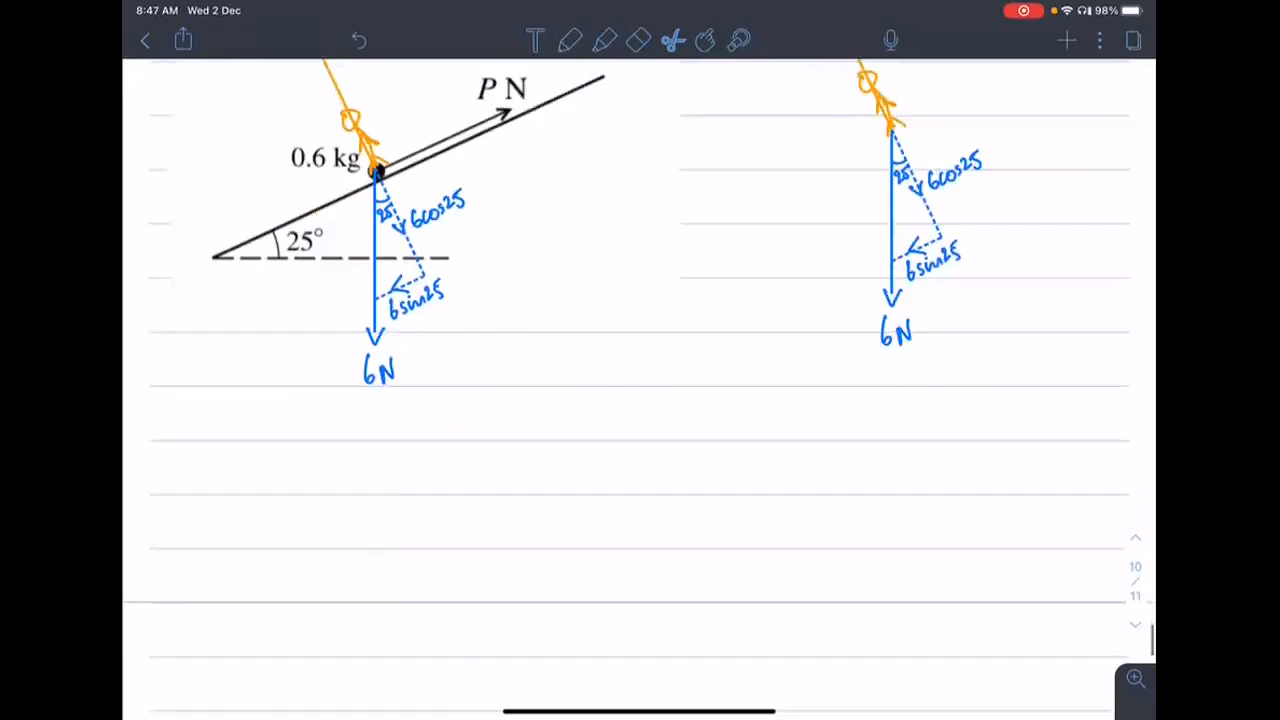 8:47 AM Wed 2 Dec
98%
P N
0.6 kg
25
6cos25
25°
6sin25
6N
25
6cos25
6sin25
6N
10
/
11